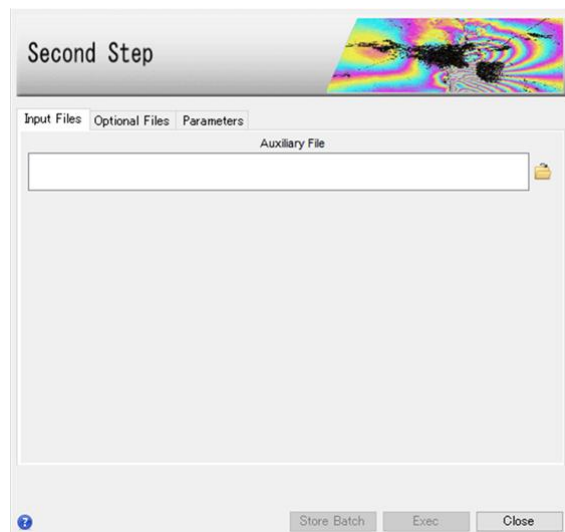 Second Step
Input Files Optional Files Parameters
Auxiliary File
?
Store Batch Exec Close